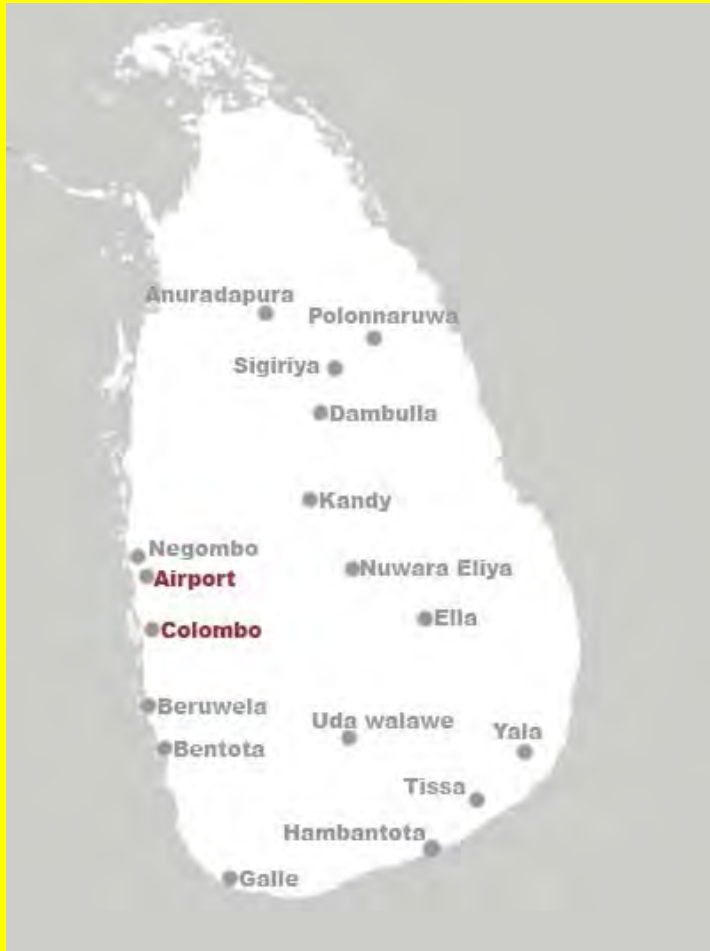 Anuradapura
Polonnaruwa
Sigiriya
Dambulla
Kandy
Negombo
Nuwara Eliya
Airport
Ella
Colombo
Beruwela
Uda walawe
Yala
Bentota
Tissa
Hambantota
Galle